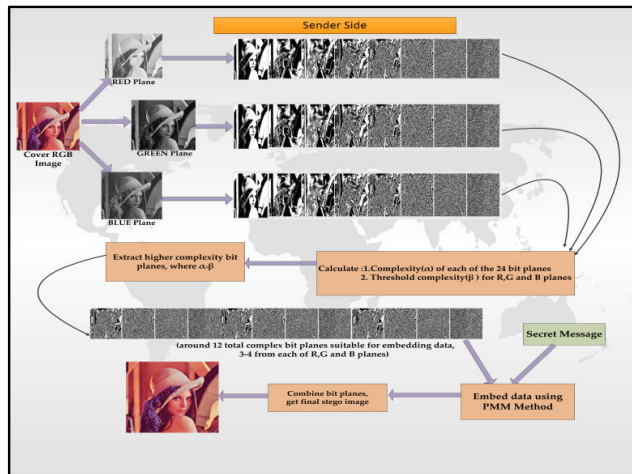 Sender Side
RED Plane
GREEN Plane
Cover RGB
Image
BLUE Plane
Extract higher complexity bit
planes, where α-β
Calculate :1.Complexity(α) of each of the 24 bit planes
2. Threshold complexity(β ) for R,G and B planes
(around 12 total complex bit planes suitable for embedding data,
3-4 from each of R,G and B planes)
Secret Message
Combine bit planes,
get final stego image
Embed data using
PMM Method